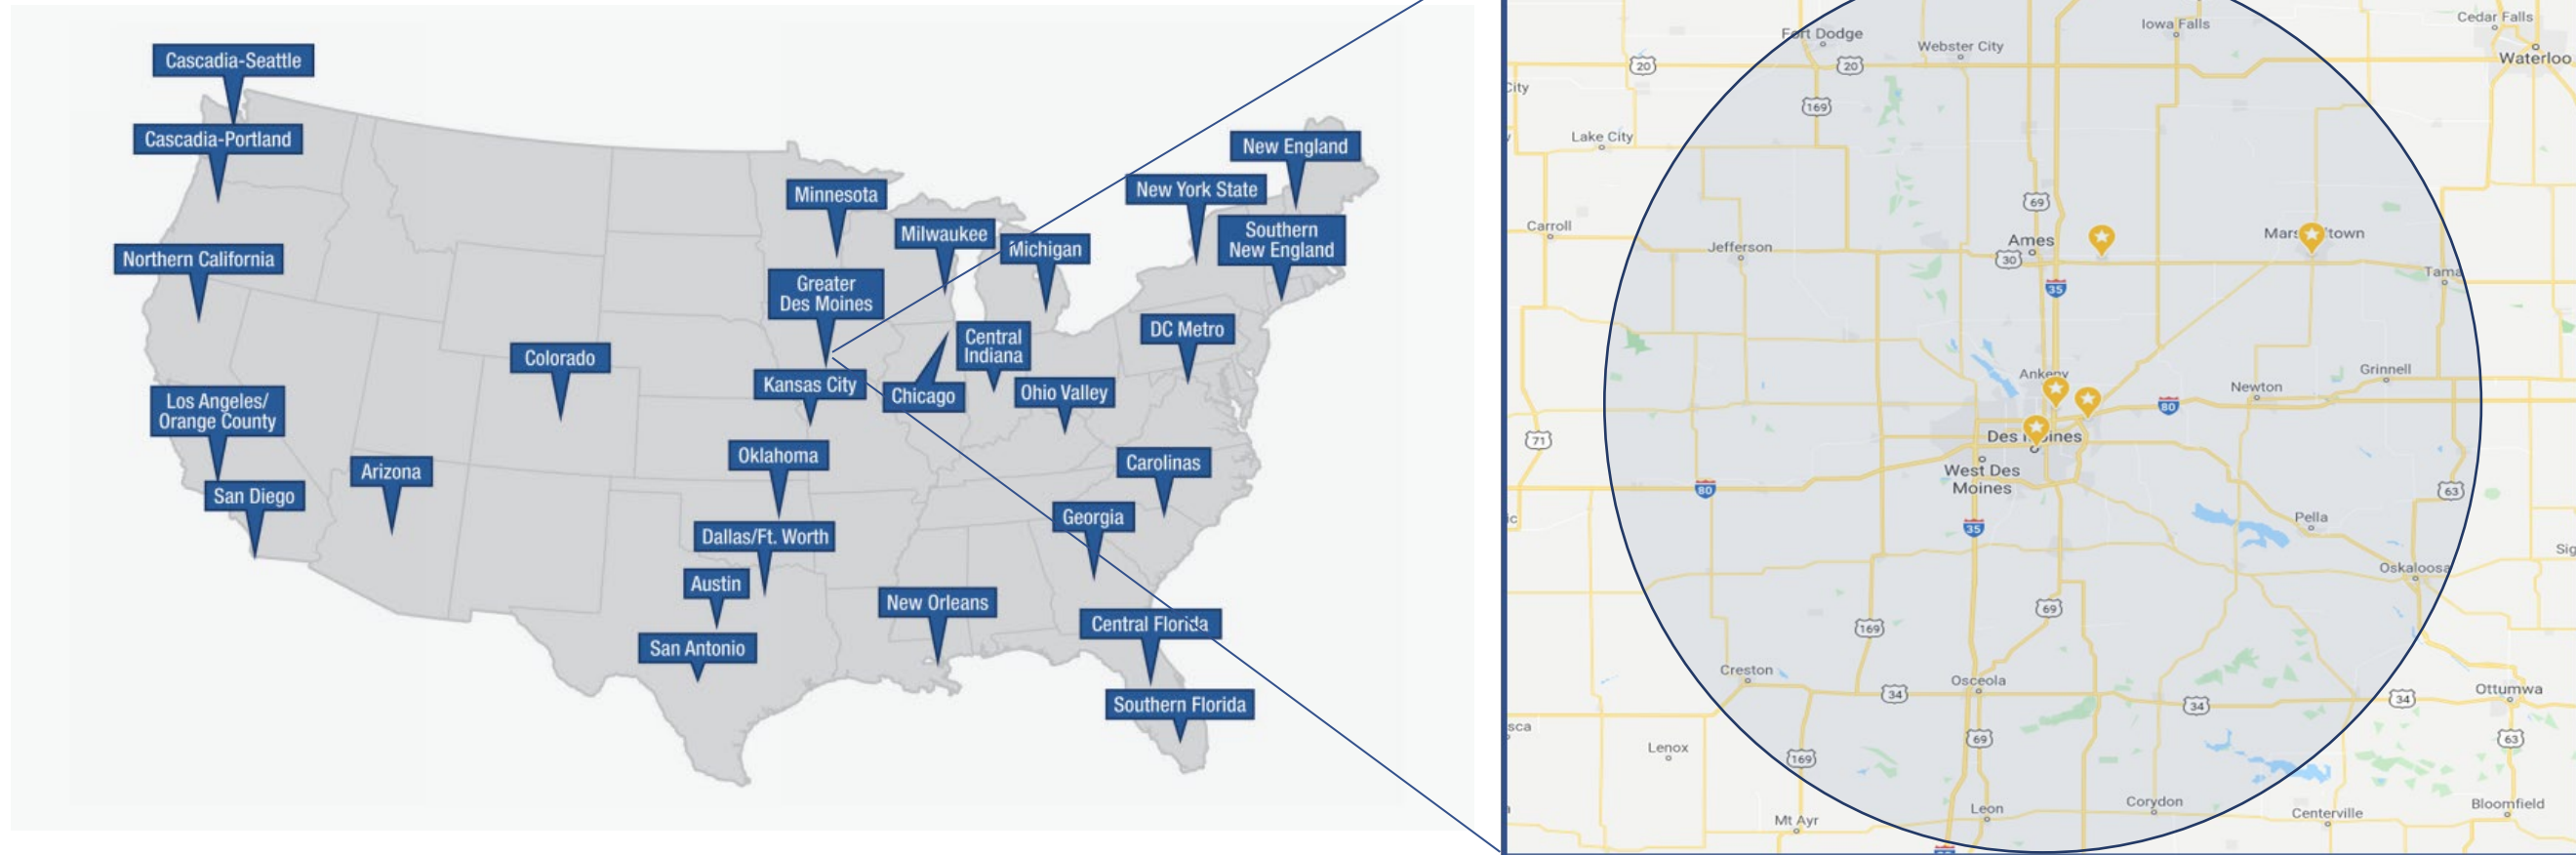 Cascadia-Seattle
Cascadia-Portland
Northern California
Los Angeles/
Orange County
San Diego
Arizona
Colorado
Minnesota
Milwaukee
Michigan
Greater
Des Moines
Kansas City
Chicago
Central
Indiana
Ohio Valley
Oklahoma
Dallas/Ft. Worth
Austin
San Antonio
New Orleans
New England
New York State
Southern
New England
DC Metro
Carolinas
Georgia
Central Florida
Southern Florida
Fort Dodge
Webster City
Iowa Falls
Cedar Falls
Waterloo
20
20
City
169
Lake City
69
Carroll
Jefferson
Ames
30
35
Tama
Ankeny
Grinnell
Newton
80
71
Des Moines
West Des
Moines
80
63
35
Pella
Oskaloosa
Sig
ic
69
169
Creston
Osceola
34
34
34
Ottumwa
sca
Lenox
69
63
169
Leon
Corydon
Centerville
Bloomfield
Mt Ayr